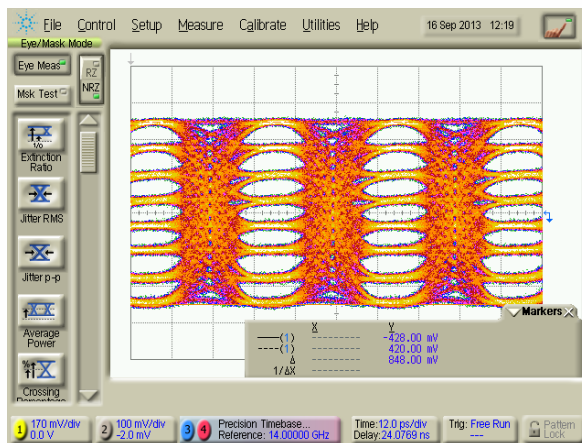 File Control Setup Measure Calibrate Utilities Help 16 Sep 2013 12:19
Eye/Mask Mode
Eye Meas
RZ
Msk Test
NRZ
1/0
Extinction
Ratio
Jitter RMS
Jitter p-p
Average
Power
Crossing
Percentage
Markers
X Y
(1) --------- -428.00 mV
(1) --------- 420.00 mV
Δ --------- 848.00 mV
1/ΔX ---------
1 170 mV/div
0.0 V
2 100 mV/div
-2.0 mV
3 4 Precision Timebase...
Reference: 14.00000 GHz
Time:12.0 ps/div
Delay:24.0769 ns
Trig: Free Run
---
Pattern
Lock